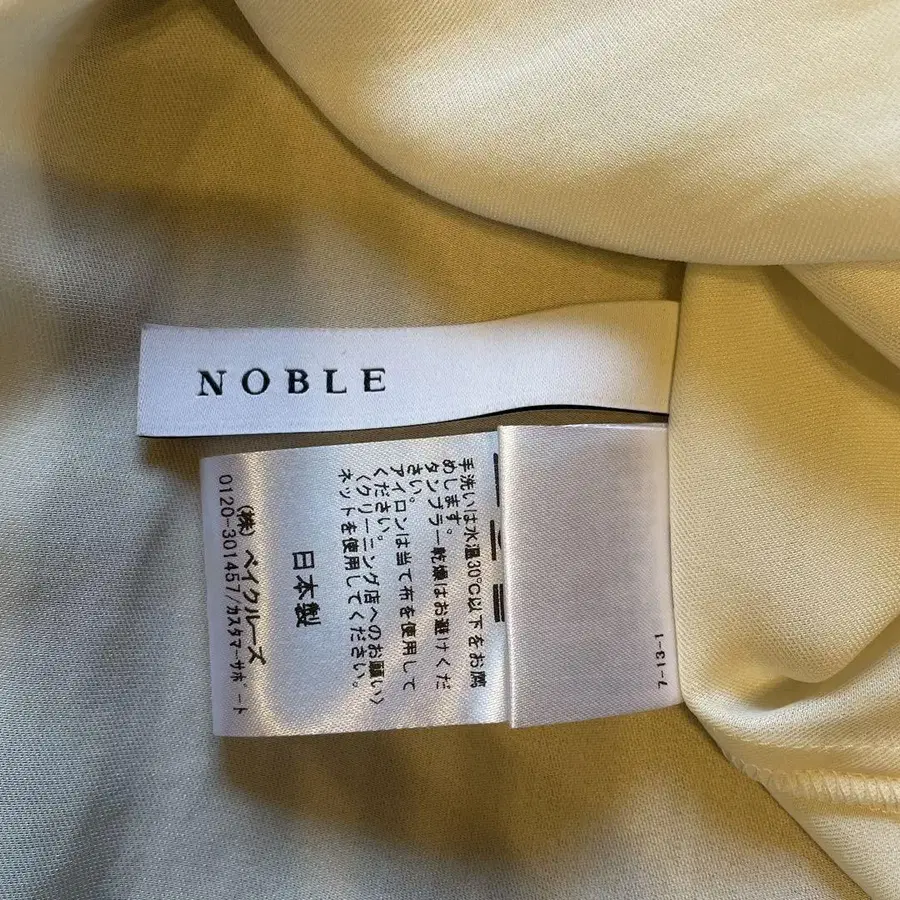 NOBLE
手洗いは水温30℃以下をお薦
めします。
タンブラー乾燥はお避けくだ
さい。
アイロンは当て布を使用して
ください。
〈クリーニング店へのお願い〉
ネットを使用してください。
日本製
(株) ベイクルーズ
0120-301457/カスタマーサポート
7-13-1